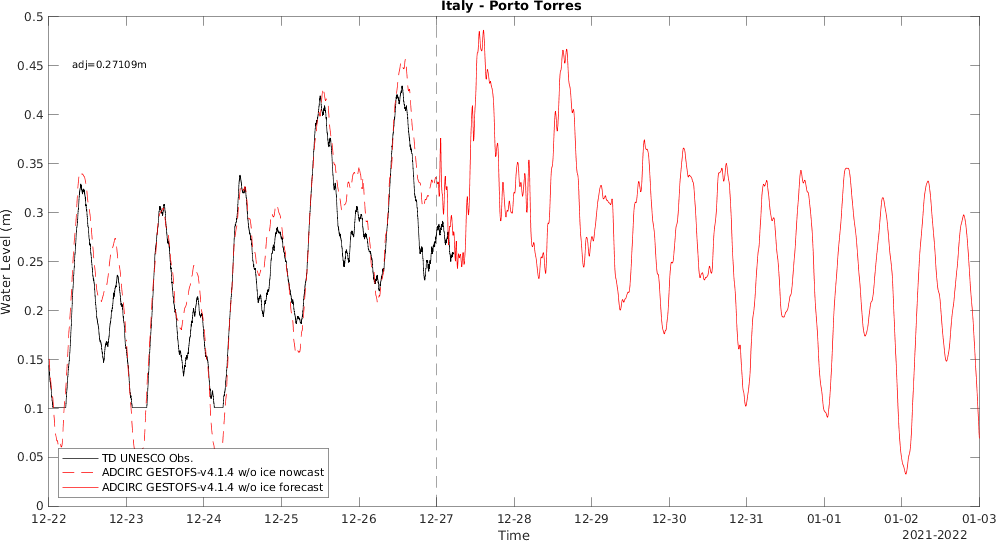 Italy - Porto Torres
0.5
0.45
0.4
0.35
0.3
0.25
0.2
0.15
0.1
0.05
0
Water Level (m)
adj=0.27109m
TD UNESCO Obs.
ADCIRC GESTOFS-v4.1.4 w/o ice nowcast
ADCIRC GESTOFS-v4.1.4 w/o ice forecast
12-22 12-23 12-24 12-25 12-26 12-27 12-28 12-29 12-30 12-31 01-01 01-02 01-03
Time
2021-2022